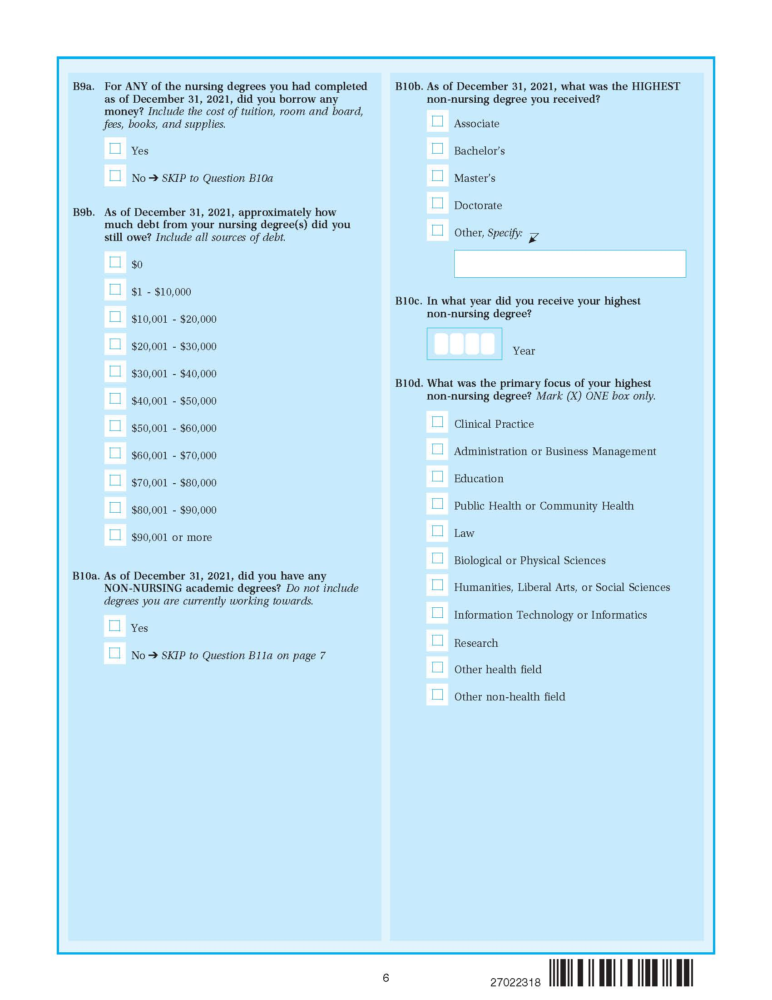 B9a. For ANY of the nursing degrees you had completed
as of December 31, 2021, did you borrow any
money? Include the cost of tuition, room and board,
fees, books, and supplies.
Yes
No ➔ SKIP to Question B10a
B9b. As of December 31, 2021, approximately how
much debt from your nursing degree(s) did you
still owe? Include all sources of debt.
$0
$1 - $10,000
$10,001 - $20,000
$20,001 - $30,000
$30,001 - $40,000
$40,001 - $50,000
$50,001 - $60,000
$60,001 - $70,000
$70,001 - $80,000
$80,001 - $90,000
$90,001 or more
B10a. As of December 31, 2021, did you have any
NON-NURSING academic degrees? Do not include
degrees you are currently working towards.
Yes
No ➔ SKIP to Question B11a on page 7
B10b. As of December 31, 2021, what was the HIGHEST
non-nursing degree you received?
Associate
Bachelor’s
Master’s
Doctorate
Other, Specify:
B10c. In what year did you receive your highest
non-nursing degree?
Year
B10d. What was the primary focus of your highest
non-nursing degree? Mark (X) ONE box only.
Clinical Practice
Administration or Business Management
Education
Public Health or Community Health
Law
Biological or Physical Sciences
Humanities, Liberal Arts, or Social Sciences
Information Technology or Informatics
Research
Other health field
Other non-health field
6
27022318